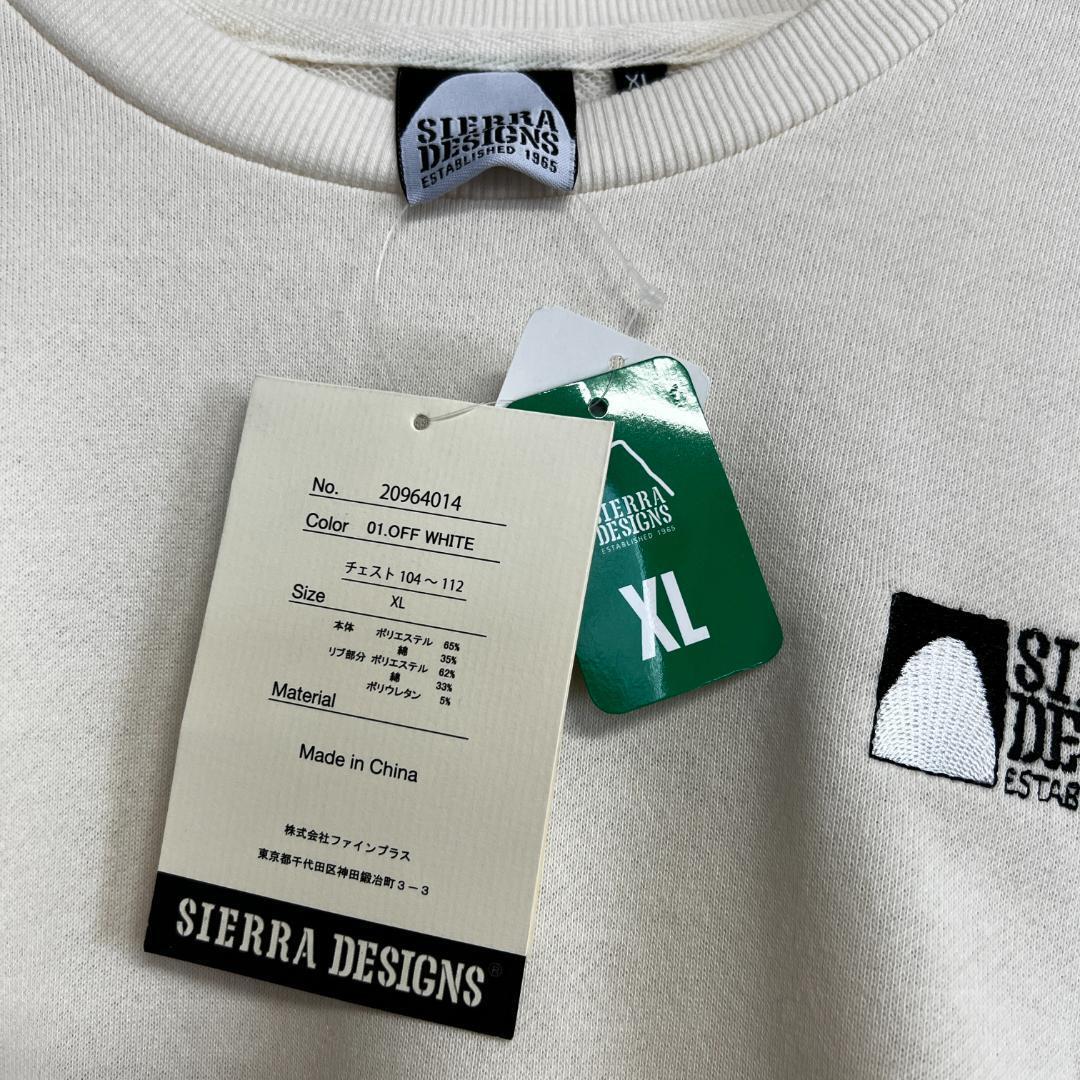 SIERRA
DESIGNS
ESTABLISHED 1965
XL
No. 20964014
Color 01.OFF WHITE
チェスト 104～112
Size XL
本体 ポリエステル 65%
綿 35%
リブ部分 ポリエステル 62%
綿 33%
ポリウレタン 5%
Material
Made in China
株式会社ファインプラス
東京都千代田区神田鍛冶町3-3
SIERRA DESIGNS®
SIERRA
DESIGNS
ESTABLISHED 1965
XL
SI
DE
ESTAB